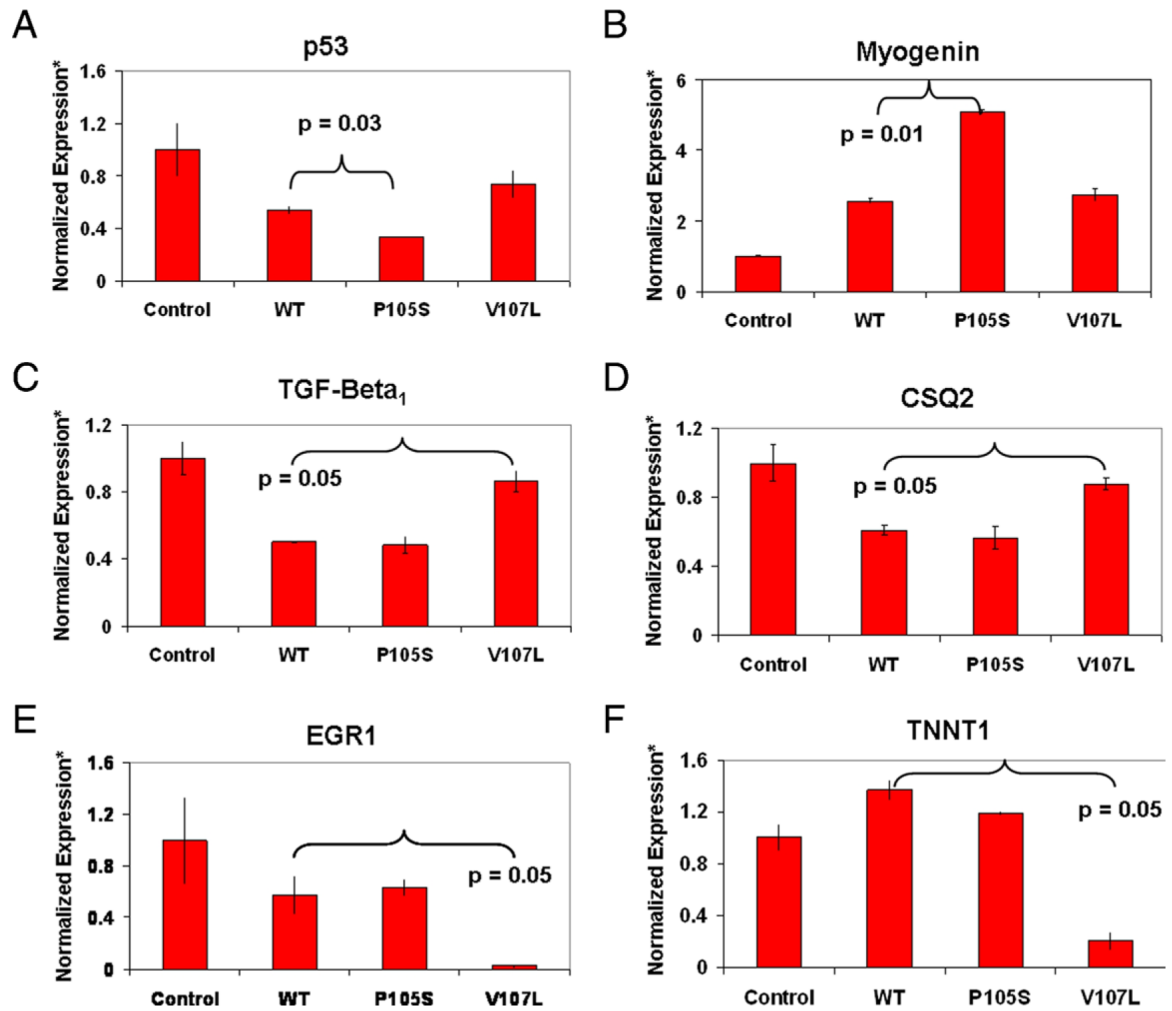 A
p53
Normalized Expression*
1.6
1.2
0.8
0.4
0
p = 0.03
Control WT P105S V107L
B
Myogenin
Normalized Expression*
6
4
2
0
p = 0.01
Control WT P105S V107L
C
TGF-Beta₁
Normalized Expression*
1.2
0.8
0.4
0
p = 0.05
Control WT P105S V107L
D
CSQ2
Normalized Expression*
1.2
0.8
0.4
0
p = 0.05
Control WT P105S V107L
E
EGR1
Normalized Expression*
1.6
1.2
0.8
0.4
0
p = 0.05
Control WT P105S V107L
F
TNNT1
Normalized Expression*
1.6
1.2
0.8
0.4
0
p = 0.05
Control WT P105S V107L